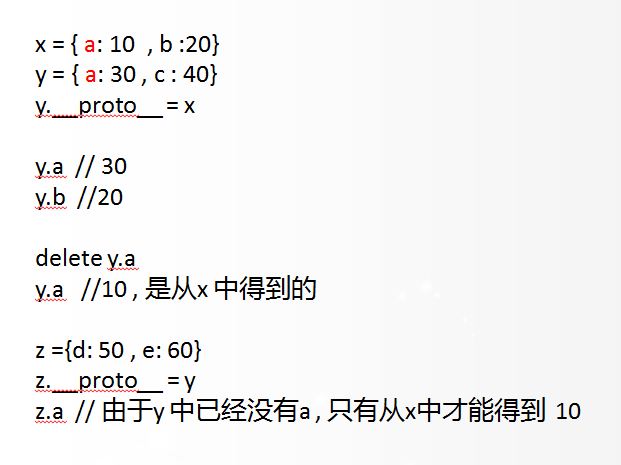 x = { a: 10  , b :20}
y = { a: 30 , c : 40}
y.__proto__ = x
y.a  // 30
y.b  //20
delete y.a
y.a   //10 , 是从x 中得到的
z ={d: 50 , e: 60}
z.__proto__ = y
z.a  // 由于y 中已经没有a , 只有从x中才能得到  10